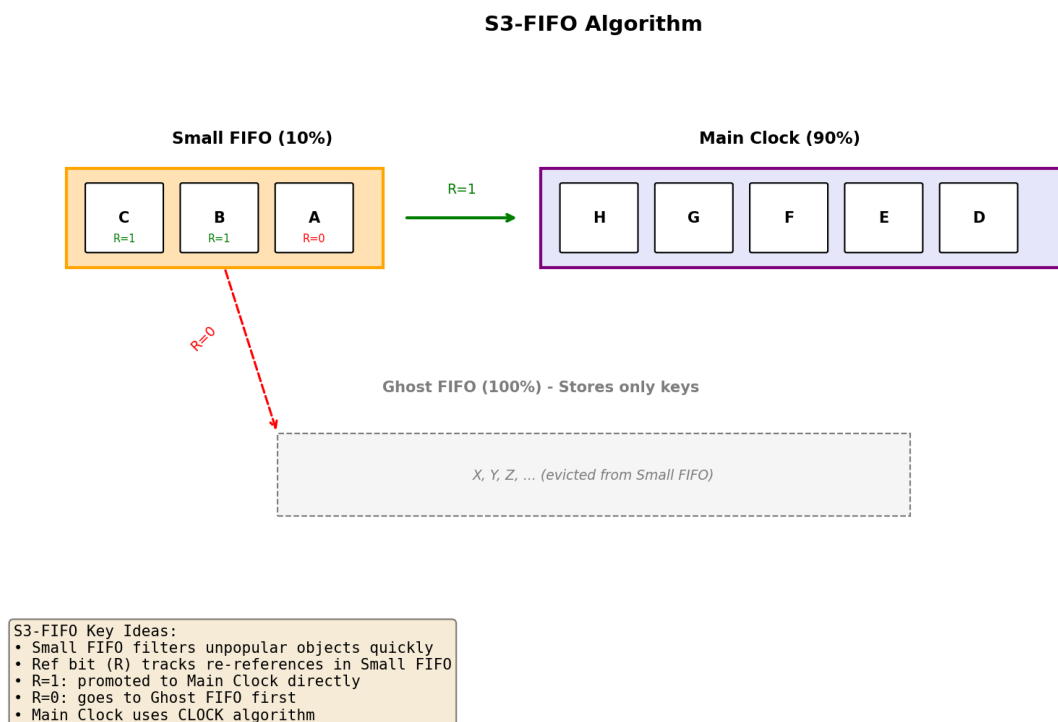 S3-FIFO Algorithm
Small FIFO (10%)
Main Clock (90%)
C
R=1
B
R=1
A
R=0
R=1
H
G
F
E
D
R=0
Ghost FIFO (100%) - Stores only keys
X, Y, Z, ... (evicted from Small FIFO)
S3-FIFO Key Ideas:
• Small FIFO filters unpopular objects quickly
• Ref bit (R) tracks re-references in Small FIFO
• R=1: promoted to Main Clock directly
• R=0: goes to Ghost FIFO first
• Main Clock uses CLOCK algorithm